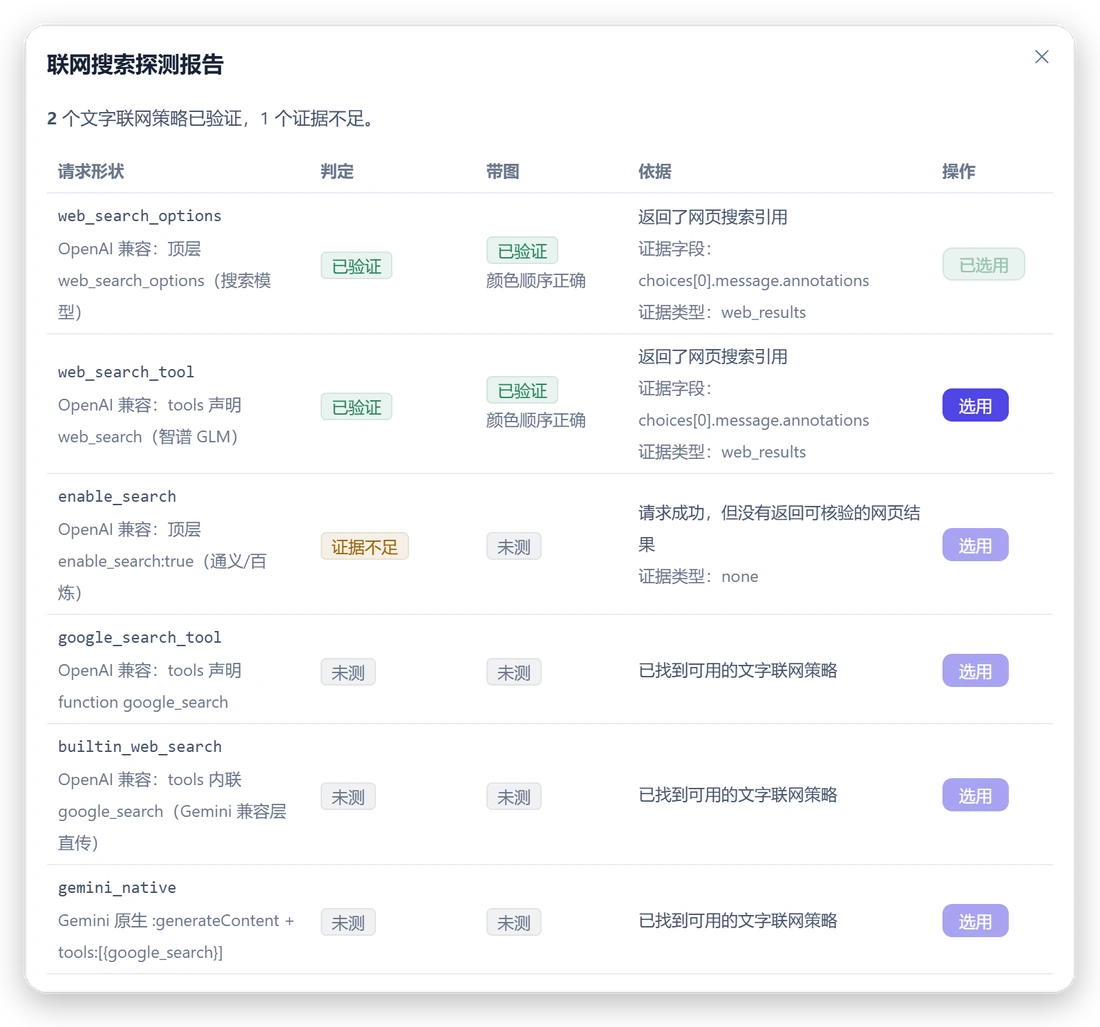 联网搜索探测报告
2 个文字联网策略已验证，1 个证据不足。
请求形状 判定 带图 依据 操作
web_search_options
OpenAI 兼容：顶层
web_search_options（搜索模
型）
已验证
已验证
颜色顺序正确
返回了网页搜索引用
证据字段：
choices[0].message.annotations
证据类型：web_results
已选用
web_search_tool
OpenAI 兼容：tools 声明
web_search（智谱 GLM）
已验证
已验证
颜色顺序正确
返回了网页搜索引用
证据字段：
choices[0].message.annotations
证据类型：web_results
选用
enable_search
OpenAI 兼容：顶层
enable_search:true（通义/百
炼）
证据不足
未测
请求成功，但没有返回可核验的网页结
果
证据类型：none
选用
google_search_tool
OpenAI 兼容：tools 声明
function google_search
未测
未测
已找到可用的文字联网策略
选用
builtin_web_search
OpenAI 兼容：tools 内联
google_search（Gemini 兼容层
直传）
未测
未测
已找到可用的文字联网策略
选用
gemini_native
Gemini 原生 :generateContent +
tools:[{google_search}]
未测
未测
已找到可用的文字联网策略
选用